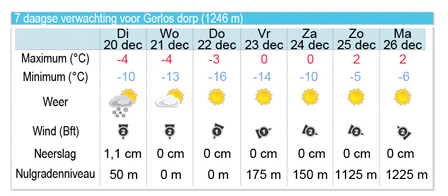 7 daagse verwachting voor Gerlos dorp (1246 m)
Di Wo Do Vr Za Zo Ma
20 dec 21 dec 22 dec 23 dec 24 dec 25 dec 26 dec
Maximum (°C) -4 -4 -3 0 0 2 2
Minimum (°C) -10 -13 -16 -14 -10 -5 -6
Weer
Wind (Bft) 2 2 1 1 2 2 2
Neerslag 1,1 cm 0 cm 0 cm 0 cm 0 cm 0 cm 0 cm
Nulgradenniveau 50 m 0 m 0 m 175 m 150 m 1125 m 1225 m